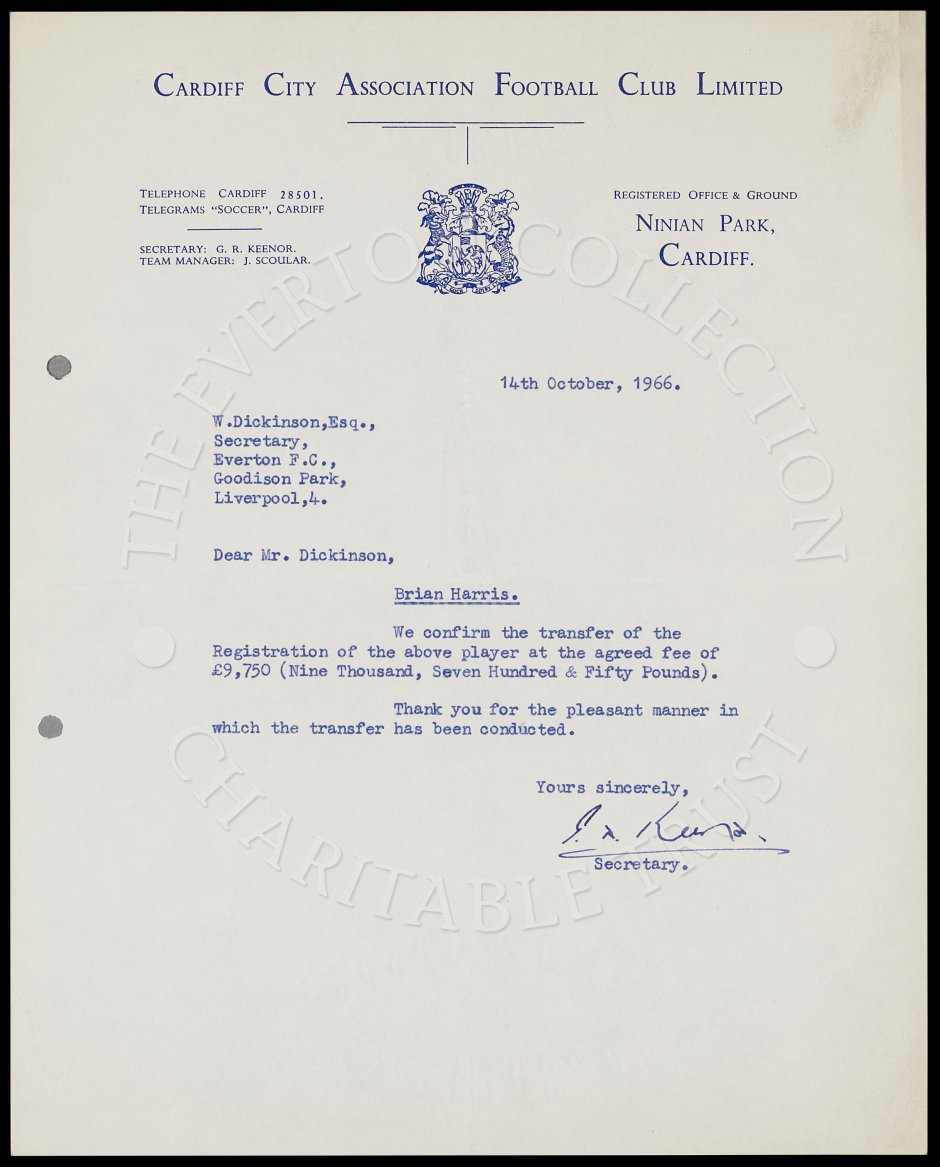 CARDIFF CITY ASSOCIATION FOOTBALL CLUB LIMITED
TELEPHONE CARDIFF 28501.
TELEGRAMS "SOCCER", CARDIFF
SECRETARY: G. R. KEENOR.
TEAM MANAGER: J. SCOULAR.
REGISTERED OFFICE & GROUND
NINIAN PARK,
CARDIFF.
14th October, 1966.
W.Dickinson,Esq.,
Secretary,
Everton F.C.,
Goodison Park,
Liverpool,4.
Dear Mr. Dickinson,
Brian Harris.
We confirm the transfer of the
Registration of the above player at the agreed fee of
£9,750 (Nine Thousand, Seven Hundred & Fifty Pounds).
Thank you for the pleasant manner in
which the transfer has been conducted.
Yours sincerely,
G. R. Keenor.
Secretary.
THE EVERTON COLLECTION
CHARITABLE TRUST